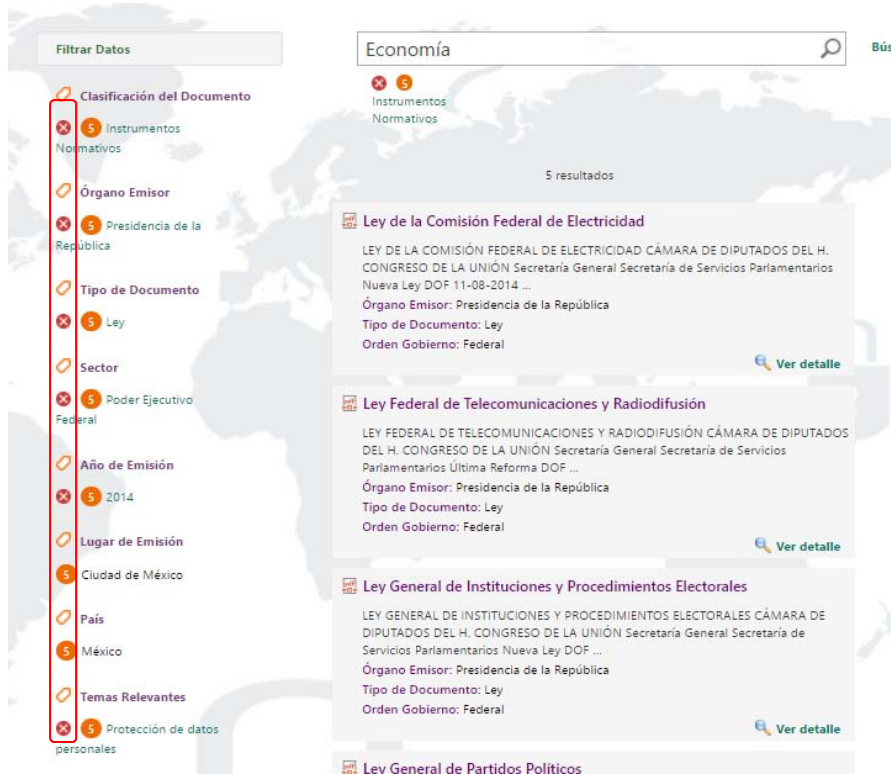 Filtrar Datos
Clasificación del Documento
5 Instrumentos
Normativos
Órgano Emisor
5 Presidencia de la
República
Tipo de Documento
5 Ley
Sector
5 Poder Ejecutivo
Federal
Año de Emisión
5 2014
Lugar de Emisión
5 Ciudad de México
País
5 México
Temas Relevantes
5 Protección de datos
personales
Economía
Bús
5
Instrumentos
Normativos
5 resultados
Ley de la Comisión Federal de Electricidad
LEY DE LA COMISIÓN FEDERAL DE ELECTRICIDAD CÁMARA DE DIPUTADOS DEL H.
CONGRESO DE LA UNIÓN Secretaría General Secretaría de Servicios Parlamentarios
Nueva Ley DOF 11-08-2014 ...
Órgano Emisor: Presidencia de la República
Tipo de Documento: Ley
Orden Gobierno: Federal
Ver detalle
Ley Federal de Telecomunicaciones y Radiodifusión
LEY FEDERAL DE TELECOMUNICACIONES Y RADIODIFUSIÓN CÁMARA DE DIPUTADOS
DEL H. CONGRESO DE LA UNIÓN Secretaría General Secretaría de Servicios
Parlamentarios Última Reforma DOF ...
Órgano Emisor: Presidencia de la República
Tipo de Documento: Ley
Orden Gobierno: Federal
Ver detalle
Ley General de Instituciones y Procedimientos Electorales
LEY GENERAL DE INSTITUCIONES Y PROCEDIMIENTOS ELECTORALES CÁMARA DE
DIPUTADOS DEL H. CONGRESO DE LA UNIÓN Secretaría General Secretaría de
Servicios Parlamentarios Nueva Ley DOF ...
Órgano Emisor: Presidencia de la República
Tipo de Documento: Ley
Orden Gobierno: Federal
Ver detalle
Ley General de Partidos Políticos